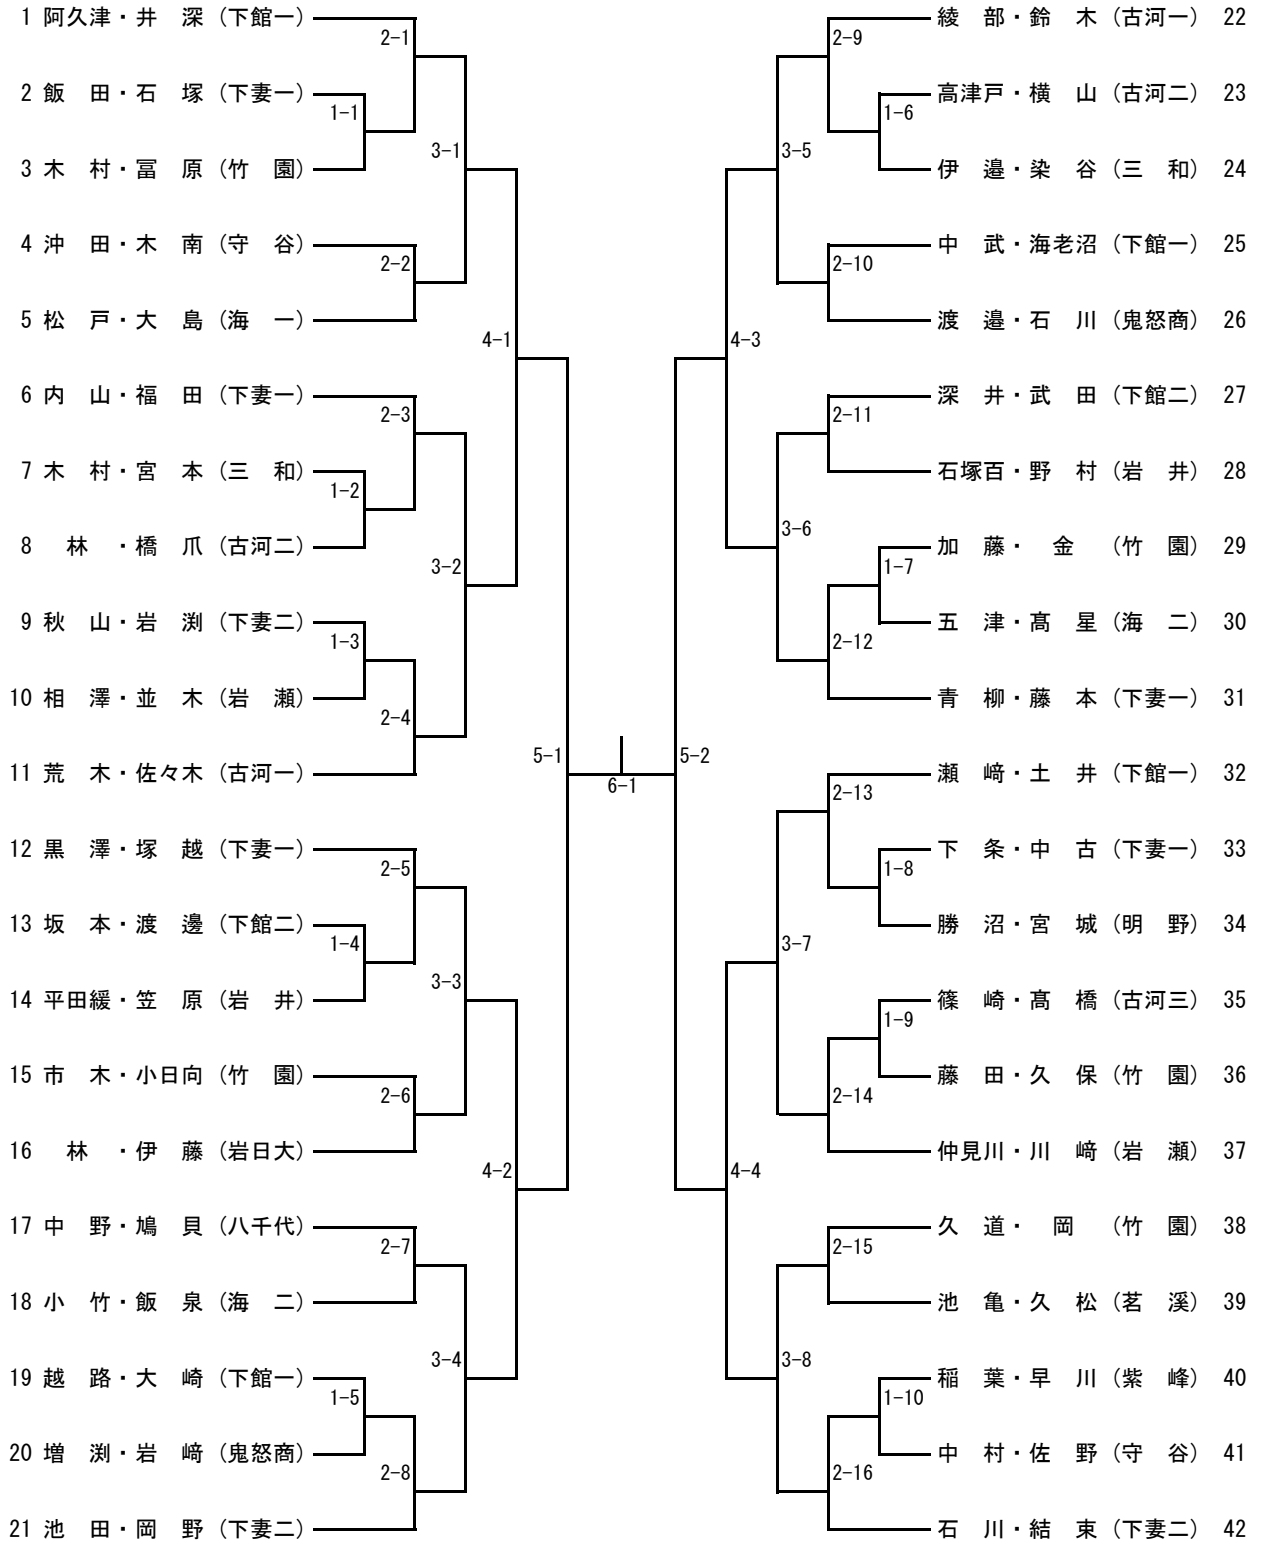 1 阿久津・井　深（下館一）
2-1
2 飯　田・石　塚（下妻一）
1-1
3 木　村・冨　原（竹　園）
3-1
4 沖　田・木　南（守　谷）
2-2
5 松　戸・大　島（海　一）
4-1
6 内　山・福　田（下妻一）
2-3
7 木　村・宮　本（三　和）
1-2
8 　林　・橋　爪（古河二）
3-2
9 秋　山・岩　渕（下妻二）
1-3
10 相　澤・並　木（岩　瀬）
2-4
11 荒　木・佐々木（古河一）
5-1
12 黒　澤・塚　越（下妻一）
2-5
13 坂　本・渡　邊（下館二）
1-4
14 平田緩・笠　原（岩　井）
3-3
15 市　木・小日向（竹　園）
2-6
16 　林　・伊　藤（岩日大）
4-2
17 中　野・鳩　貝（八千代）
2-7
18 小　竹・飯　泉（海　二）
3-4
19 越　路・大　崎（下館一）
1-5
20 増　渕・岩　﨑（鬼怒商）
2-8
21 池　田・岡　野（下妻二）
6-1
綾　部・鈴　木（古河一） 22
2-9
高津戸・横　山（古河二） 23
1-6
伊　邉・染　谷（三　和） 24
3-5
中　武・海老沼（下館一） 25
2-10
渡　邉・石　川（鬼怒商） 26
4-3
深　井・武　田（下館二） 27
2-11
石塚百・野　村（岩　井） 28
3-6
加　藤・　金　（竹　園） 29
1-7
五　津・髙　星（海　二） 30
2-12
青　柳・藤　本（下妻一） 31
5-2
瀬　﨑・土　井（下館一） 32
2-13
下　条・中　古（下妻一） 33
1-8
勝　沼・宮　城（明　野） 34
3-7
篠　崎・髙　橋（古河三） 35
1-9
藤　田・久　保（竹　園） 36
2-14
仲見川・川　﨑（岩　瀬） 37
4-4
久　道・　岡　（竹　園） 38
2-15
池　亀・久　松（茗　溪） 39
3-8
稲　葉・早　川（紫　峰） 40
1-10
中　村・佐　野（守　谷） 41
2-16
石　川・結　束（下妻二） 42